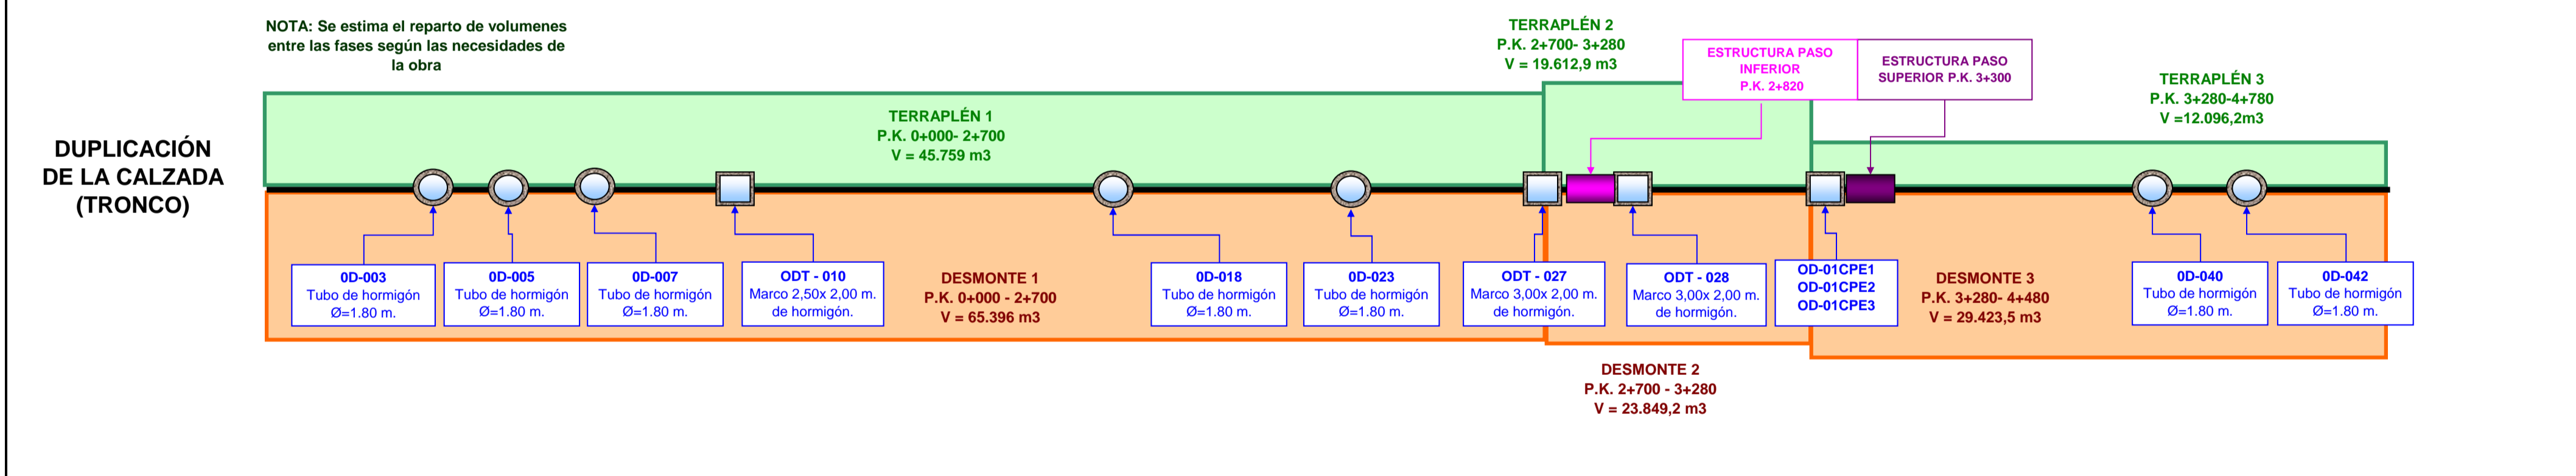 NOTA: Se estima el reparto de volumenes
entre las fases según las necesidades de
la obra
DUPLICACIÓN
DE LA CALZADA
(TRONCO)
TERRAPLÉN 1
P.K. 0+000- 2+700
V = 45.759 m3
TERRAPLÉN 2
P.K. 2+700- 3+280
V = 19.612,9 m3
ESTRUCTURA PASO
INFERIOR
P.K. 2+820
ESTRUCTURA PASO
SUPERIOR P.K. 3+300
TERRAPLÉN 3
P.K. 3+280-4+780
V =12.096,2m3
0D-003
Tubo de hormigón
Ø=1.80 m.
0D-005
Tubo de hormigón
Ø=1.80 m.
0D-007
Tubo de hormigón
Ø=1.80 m.
ODT - 010
Marco 2,50x 2,00 m.
de hormigón.
DESMONTE 1
P.K. 0+000 - 2+700
V = 65.396 m3
0D-018
Tubo de hormigón
Ø=1.80 m.
0D-023
Tubo de hormigón
Ø=1.80 m.
ODT - 027
Marco 3,00x 2,00 m.
de hormigón.
ODT - 028
Marco 3,00x 2,00 m.
de hormigón.
OD-01CPE1
OD-01CPE2
OD-01CPE3
DESMONTE 3
P.K. 3+280- 4+480
V = 29.423,5 m3
0D-040
Tubo de hormigón
Ø=1.80 m.
0D-042
Tubo de hormigón
Ø=1.80 m.
DESMONTE 2
P.K. 2+700 - 3+280
V = 23.849,2 m3